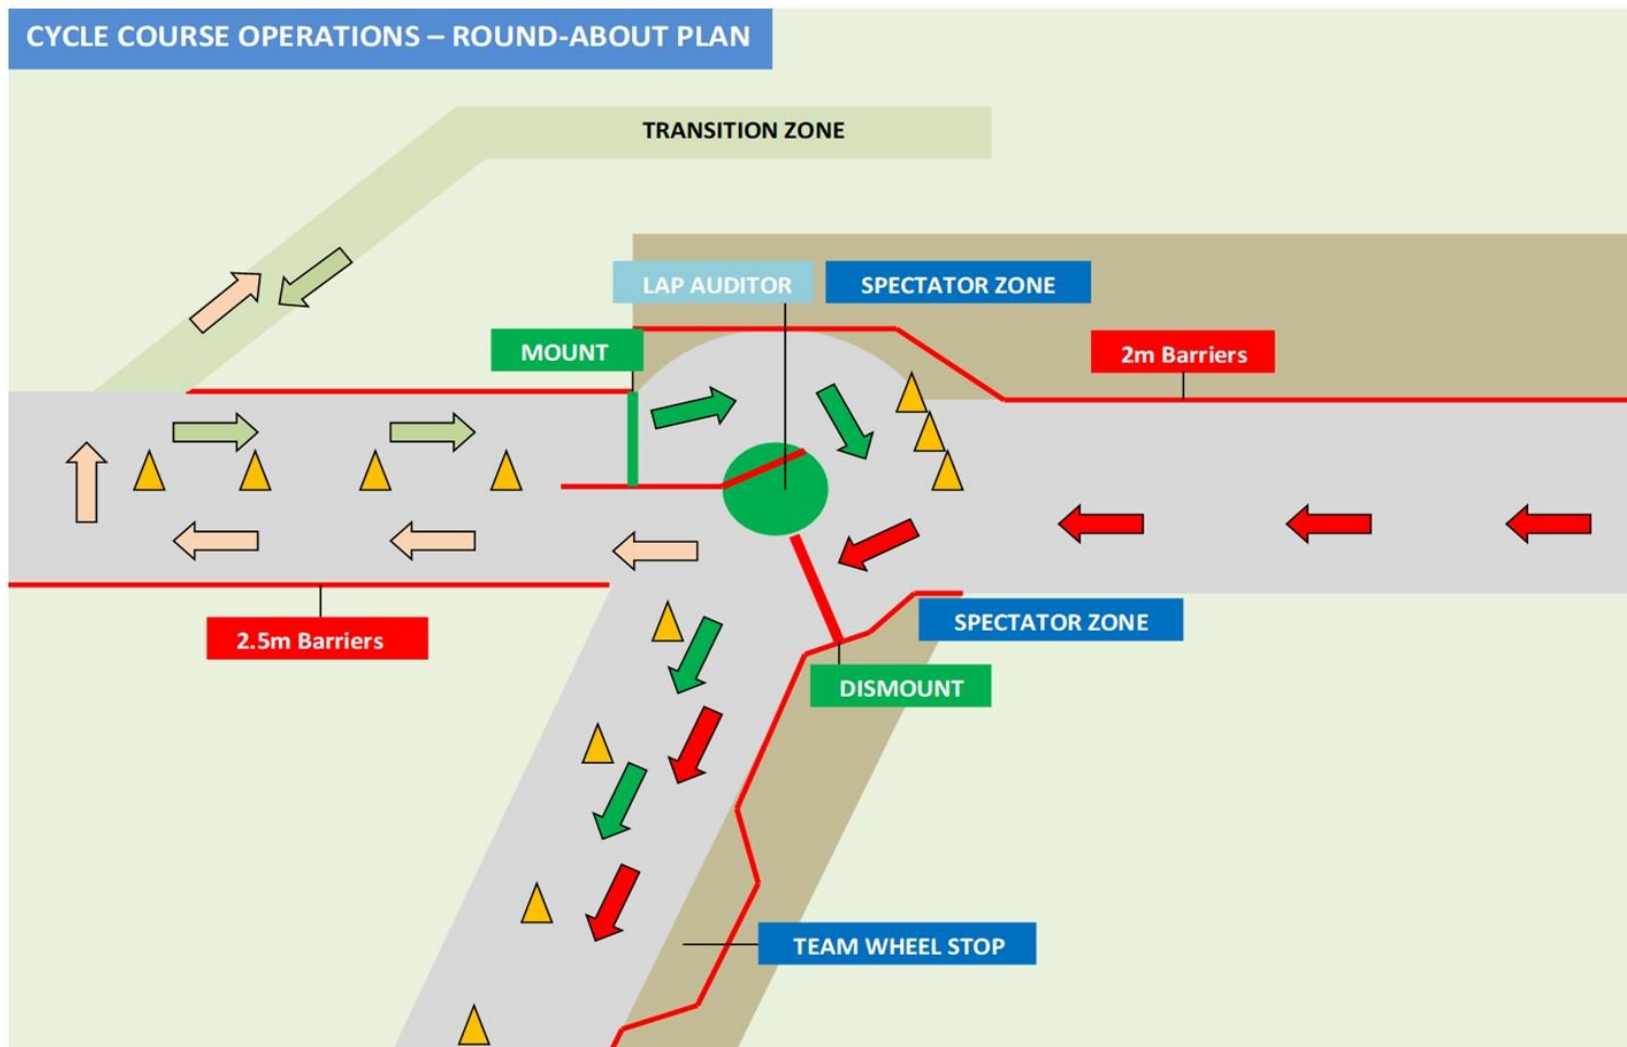 CYCLE COURSE OPERATIONS – ROUND-ABOUT PLAN
TRANSITION ZONE
LAP AUDITOR
SPECTATOR ZONE
MOUNT
2m Barriers
2.5m Barriers
SPECTATOR ZONE
DISMOUNT
TEAM WHEEL STOP